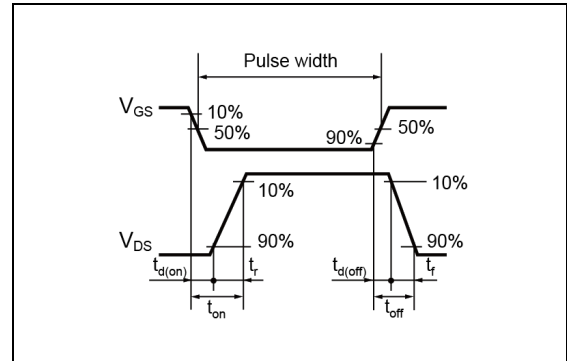 Pulse width
VGS
10%
50%
90%
50%
10%
10%
VDS
90%
90%
td(on)
tr
td(off)
tf
ton
toff